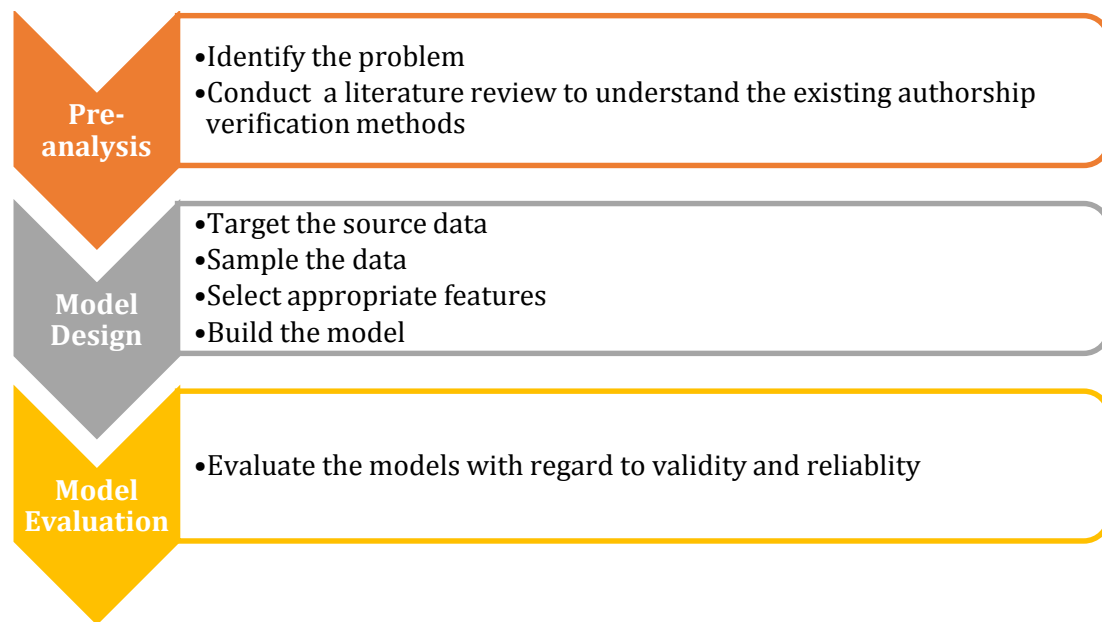 Pre-
analysis
•Identify the problem
•Conduct  a literature review to understand the existing authorship
verification methods
Model
Design
•Target the source data
•Sample the data
•Select appropriate features
•Build the model
Model
Evaluation
•Evaluate the models with regard to validity and reliablity